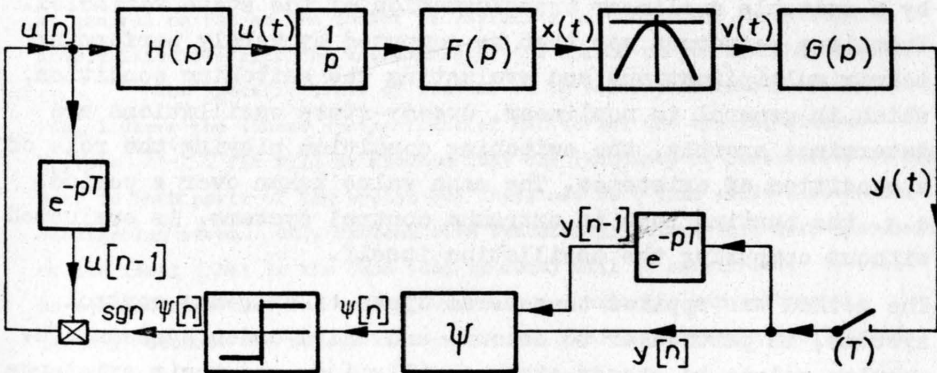 u[n]
H(p)
u(t)
1/p
F(p)
x(t)
v(t)
G(p)
e^-pT
u[n-1]
y(t)
y[n-1]
e^-pT
sgn ψ[n]
ψ[n]
Ψ
y[n]
(T)